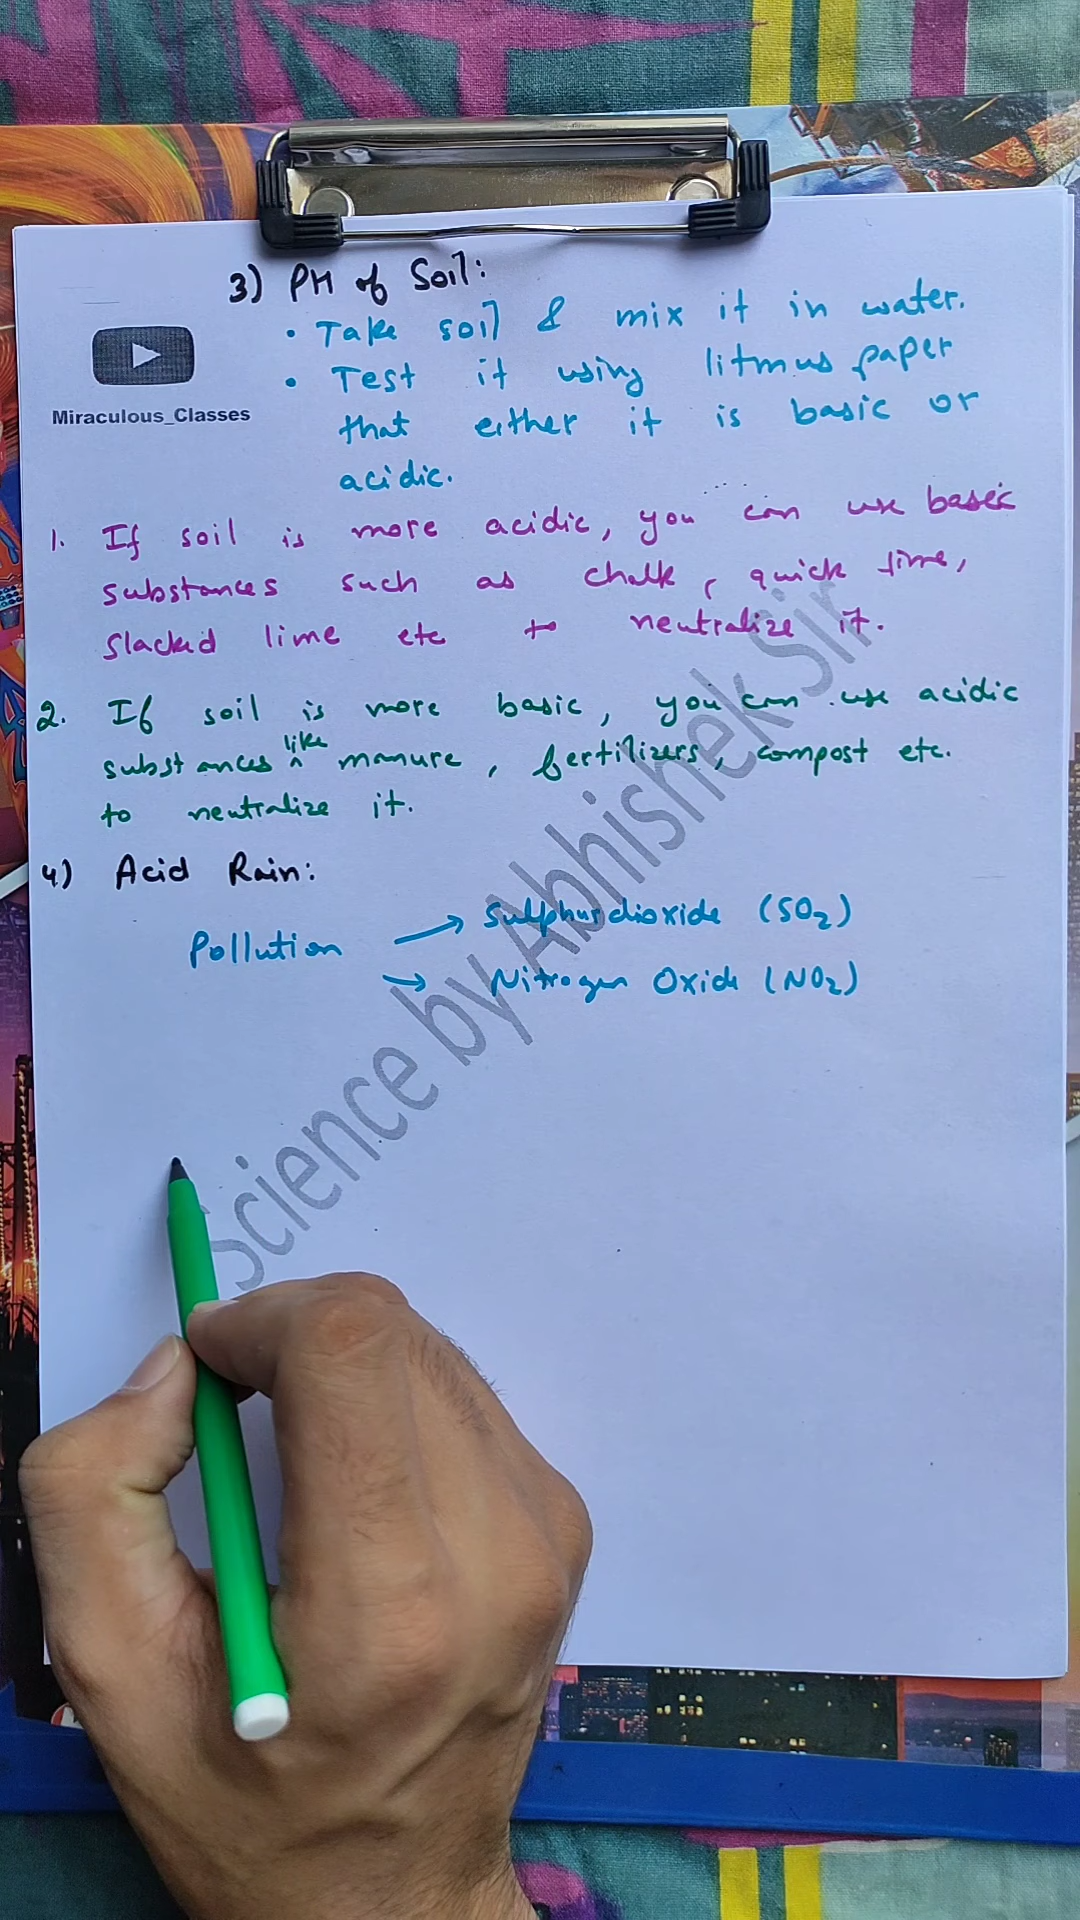 3) PH of Soil:
• Take soil & mix it in water.
• Test it using litmus paper
that either it is basic or
acidic.
Miraculous_Classes
1. If soil is more acidic, you can use basic
substances such as chalk, quick lime,
slacked lime etc to neutralize it.
2. If soil is more basic, you can use acidic
substances like manure, fertilizers, compost etc.
to neutralize it.
4) Acid Rain:
Pollution → Sulphurdioxide (SO₂)
→ Nitrogen Oxide (NO₂)
Science by Abhishek Sir